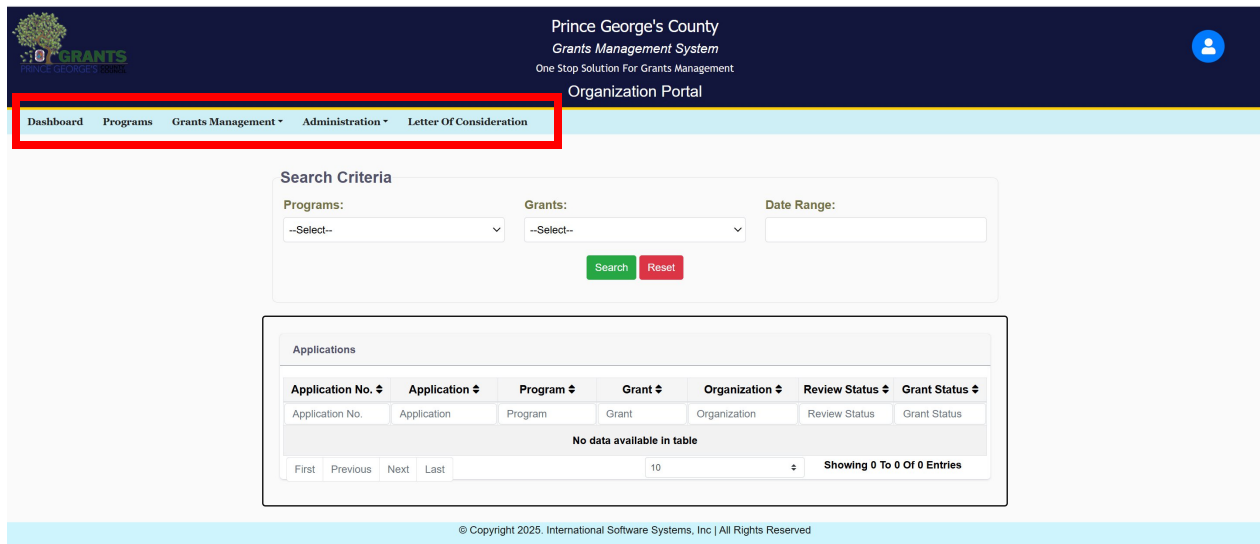 GRANTS
PRINCE GEORGE'S
Prince George's County
Grants Management System
One Stop Solution For Grants Management
Organization Portal
Dashboard Programs Grants Management Administration Letter Of Consideration
Search Criteria
Programs: Grants: Date Range:
--Select-- --Select--
Search Reset
Applications
Application No. Application Program Grant Organization Review Status Grant Status
Application No. Application Program Grant Organization Review Status Grant Status
No data available in table
First Previous Next Last 10 Showing 0 To 0 Of 0 Entries
© Copyright 2025. International Software Systems, Inc | All Rights Reserved